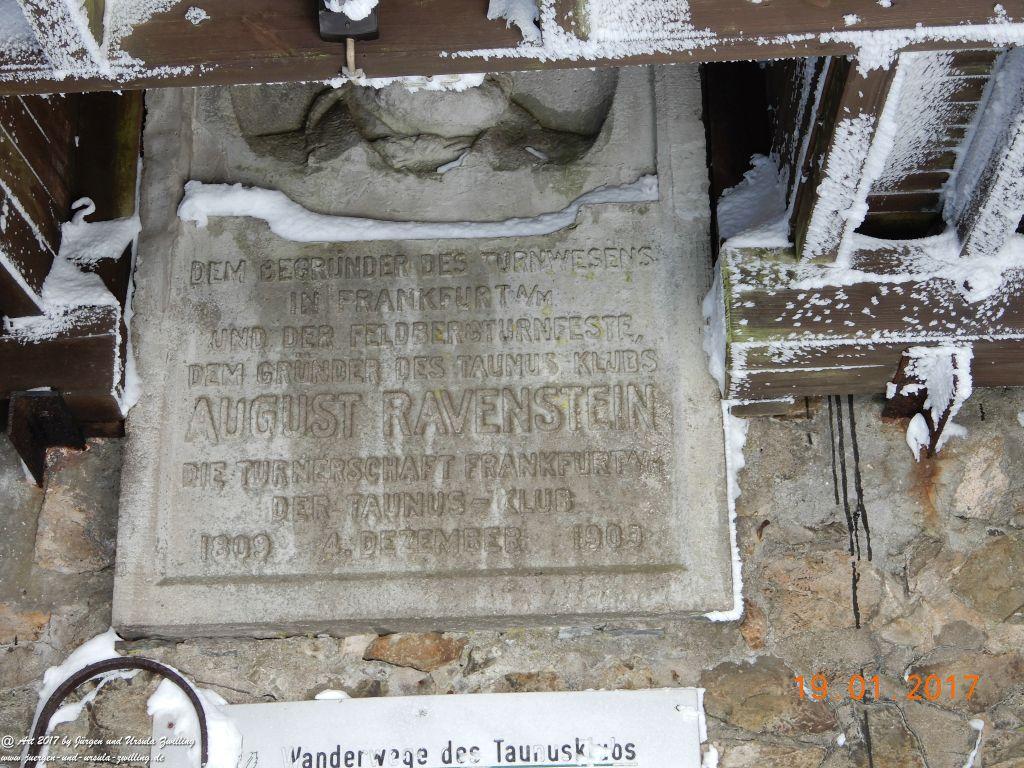 DEM BEGRÜNDER DES TURNWESENS
IN FRANKFURT A/M
UND DER FELDBERGTURNFESTE,
DEM GRÜNDER DES TAUNUS KLUBS
AUGUST RAVENSTEIN
DIE TURNERSCHAFT FRANKFURT A/M
DER TAUNUS-KLUB
1809 4. DEZEMBER 1909
19.01.2017
Wanderwege des Taunusklubs
@ Art 2017 by Jürgen und Ursula Zwilling
www.juergen-und-ursula-zwilling.de